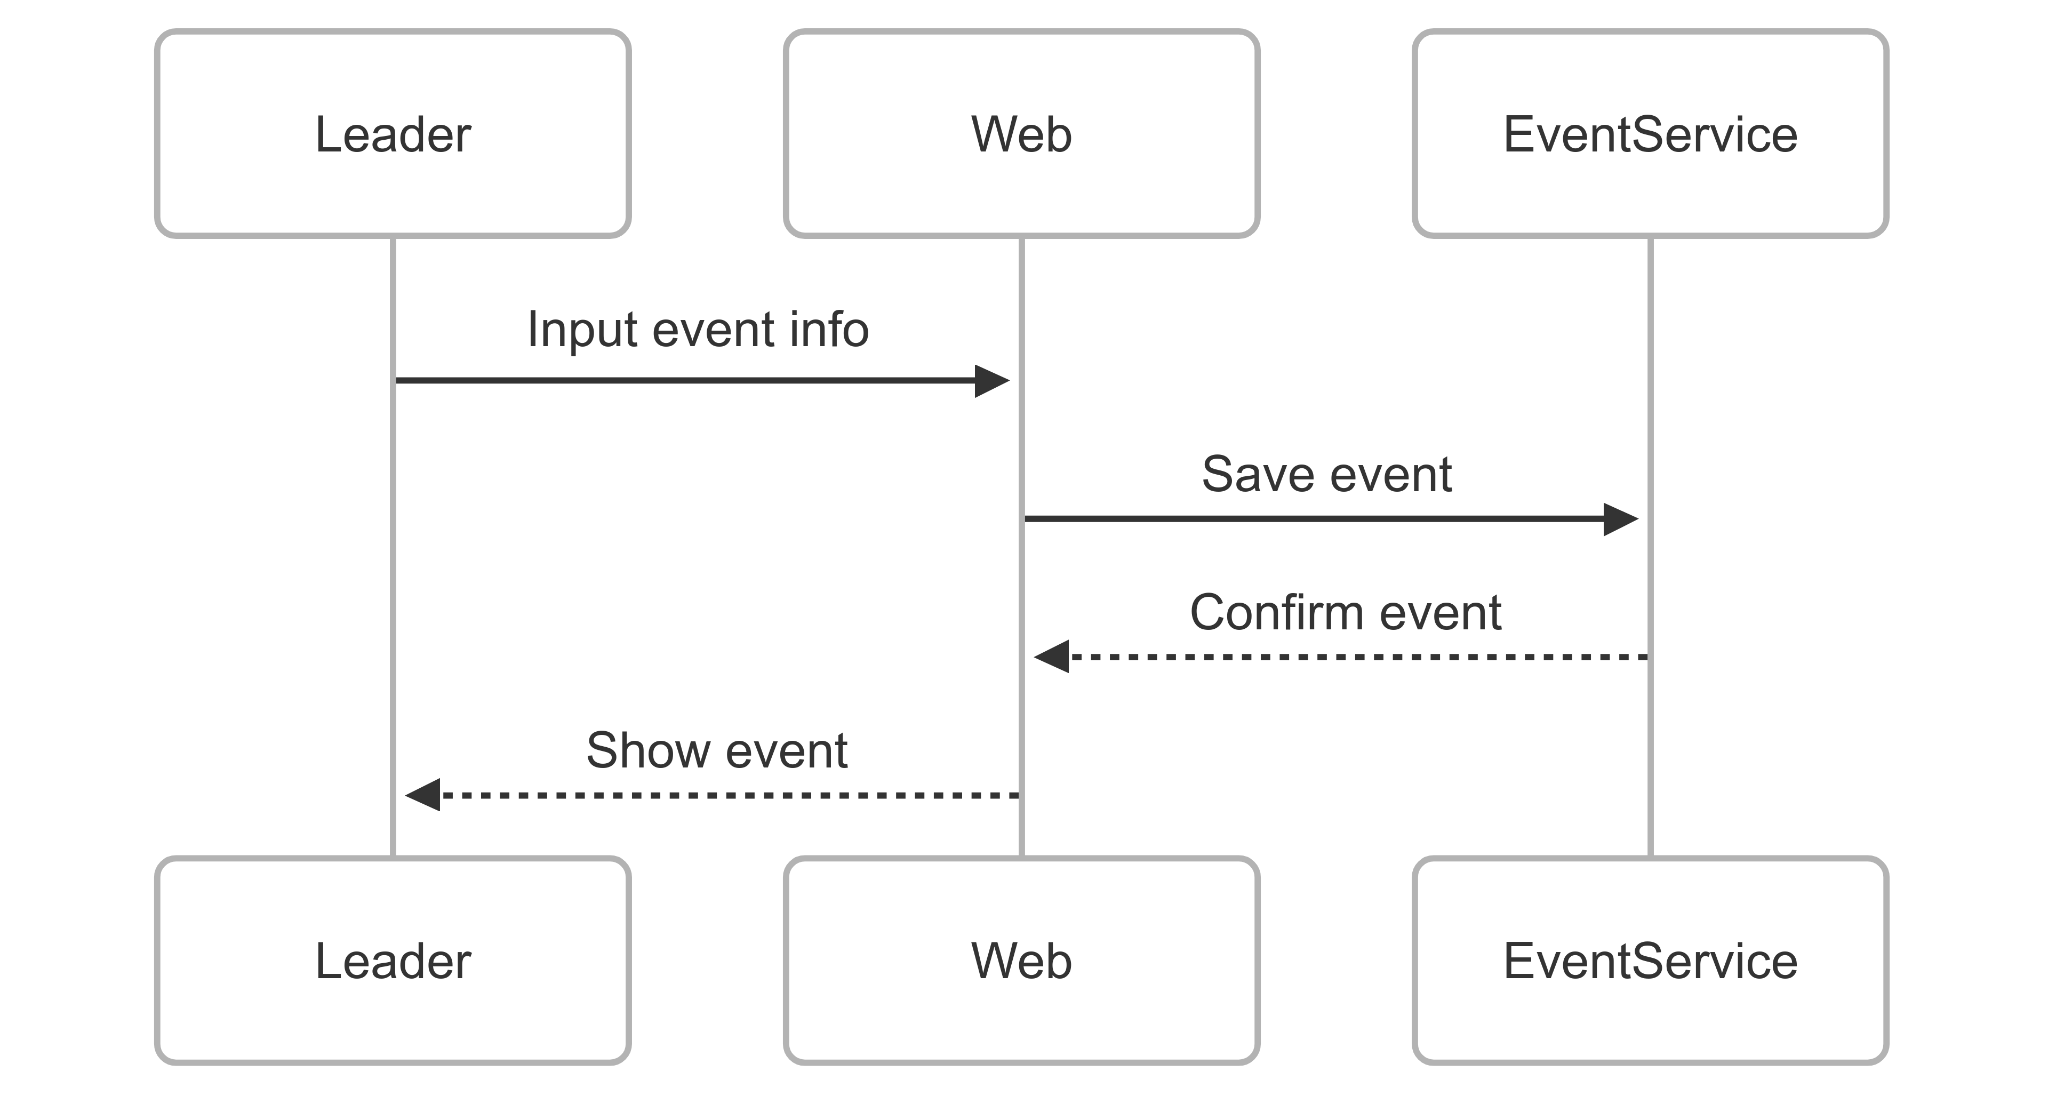 Leader
Web
EventService
Input event info
Save event
Confirm event
Show event
Leader
Web
EventService